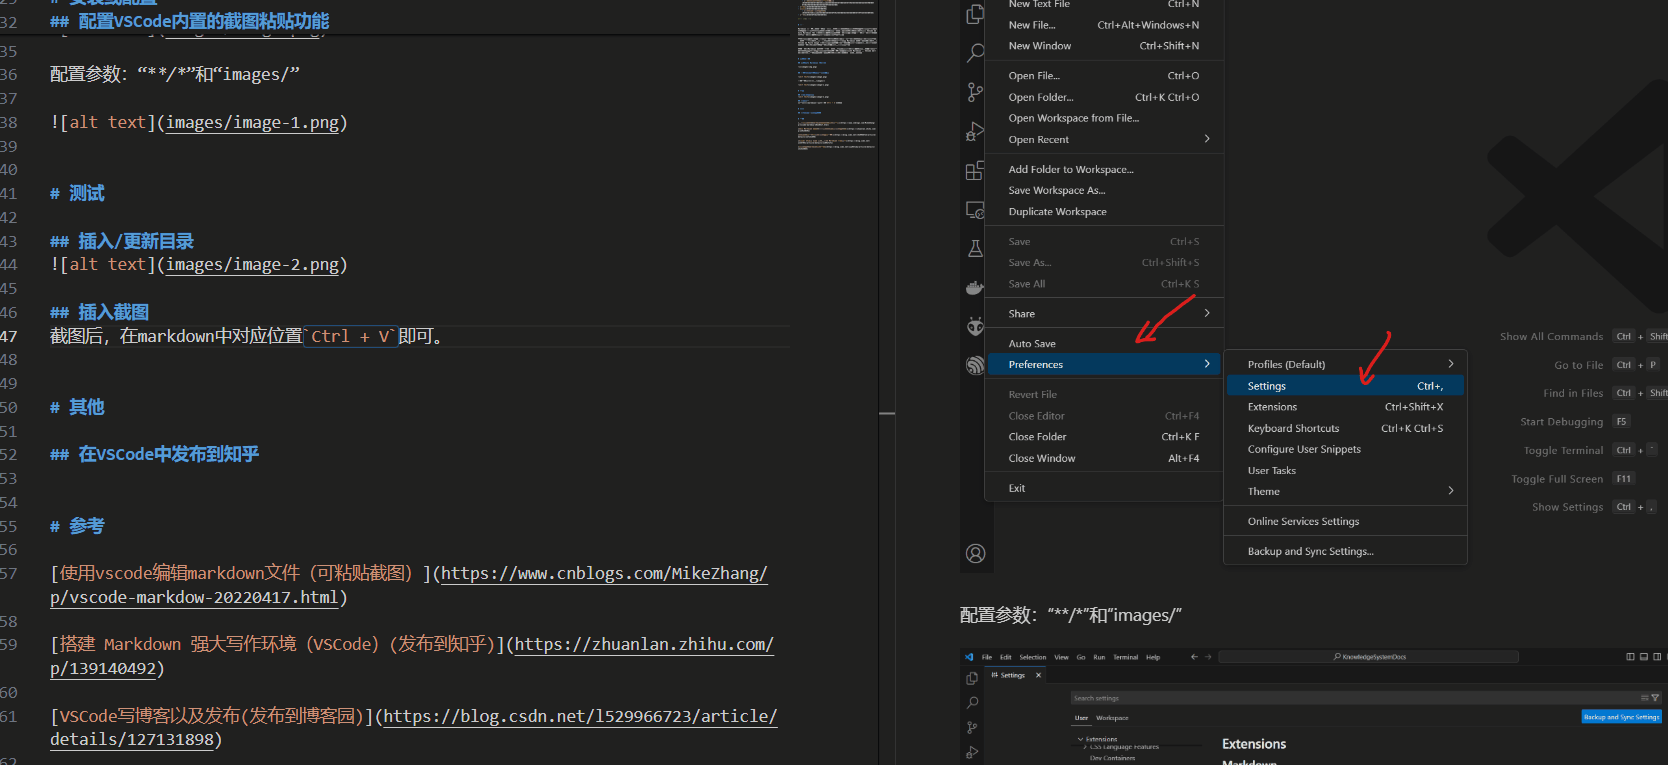 ## 配置VSCode内置的截图粘贴功能
32
35
36 配置参数：“**/*”和“images/”
37
38 ![alt text](images/image-1.png)
39
40
41 # 测试
42
43 ## 插入/更新目录
44 ![alt text](images/image-2.png)
45
46 ## 插入截图
47 截图后，在markdown中对应位置`Ctrl + V`即可。
48
49
50 # 其他
51
52 ## 在VSCode中发布到知乎
53
54
55 # 参考
56
57 [使用vscode编辑markdown文件（可粘贴截图）](https://www.cnblogs.com/MikeZhang/
p/vscode-markdow-20220417.html)
58
59 [搭建 Markdown 强大写作环境（VSCode）(发布到知乎)](https://zhuanlan.zhihu.com/
p/139140492)
60
61 [VSCode写博客以及发布(发布到博客园)](https://blog.csdn.net/l529966723/article/
details/127131898)
62
New Text File Ctrl+N
New File... Ctrl+Alt+Windows+N
New Window Ctrl+Shift+N
Open File... Ctrl+O
Open Folder... Ctrl+K Ctrl+O
Open Workspace from File...
Open Recent
Add Folder to Workspace...
Save Workspace As...
Duplicate Workspace
Save Ctrl+S
Save As... Ctrl+Shift+S
Save All Ctrl+K S
Share
Auto Save
Preferences
Revert File
Close Editor Ctrl+F4
Close Folder Ctrl+K F
Close Window Alt+F4
Exit
Profiles (Default)
Settings Ctrl+,
Extensions Ctrl+Shift+X
Keyboard Shortcuts Ctrl+K Ctrl+S
Configure User Snippets
User Tasks
Theme
Online Services Settings
Backup and Sync Settings...
Show All Commands Ctrl + Shift
Go to File Ctrl + P
Find in Files Ctrl + Shift
Start Debugging F5
Toggle Terminal Ctrl + `
Toggle Full Screen F11
Show Settings Ctrl + ,
配置参数：“**/*”和“images/”
File Edit Selection View Go Run Terminal Help KnowledgeSystemDocs
Settings
Search settings
User Workspace Backup and Sync Settings
Extensions
CSS Language Features
Dev Containers
Extensions
Markdown